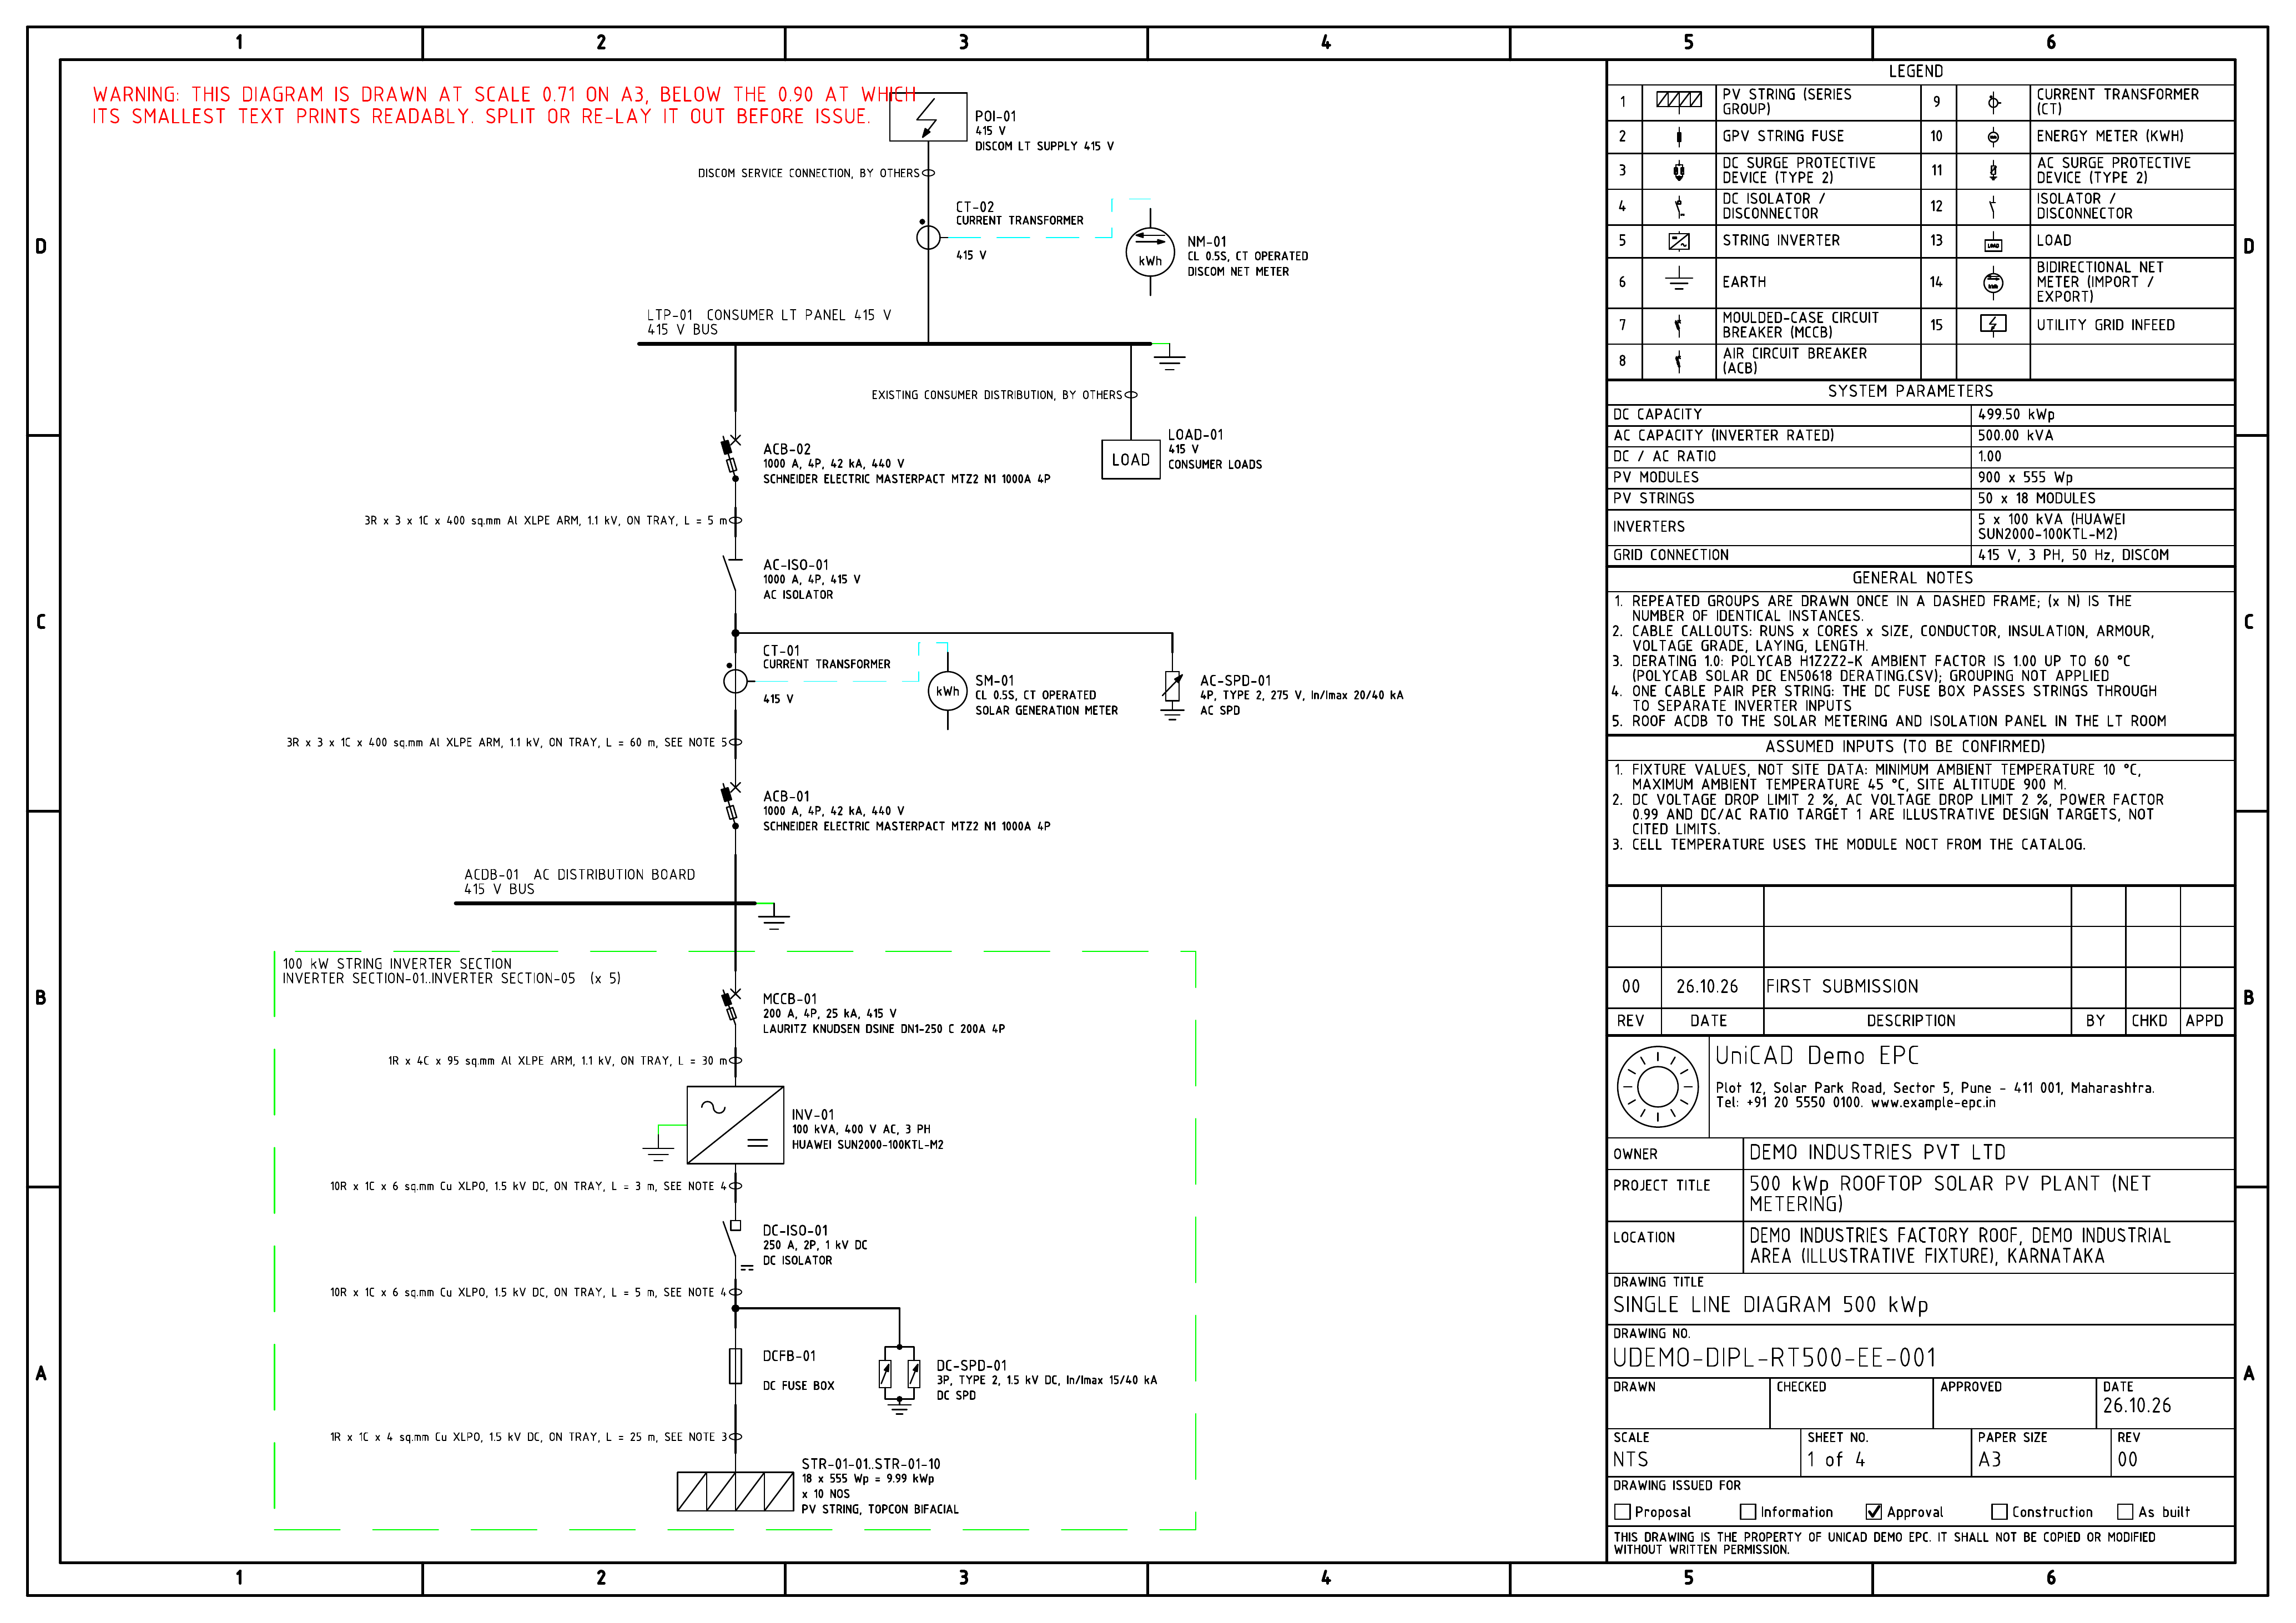 1 2 3 4 5 6
WARNING: THIS DIAGRAM IS DRAWN AT SCALE 0.71 ON A3, BELOW THE 0.90 AT WHICH
ITS SMALLEST TEXT PRINTS READABLY. SPLIT OR RE-LAY IT OUT BEFORE ISSUE.
POI-01
415 V
DISCOM LT SUPPLY 415 V
DISCOM SERVICE CONNECTION, BY OTHERS
CT-02
CURRENT TRANSFORMER
415 V
kWh
NM-01
CL 0.5S, CT OPERATED
DISCOM NET METER
LTP-01 CONSUMER LT PANEL 415 V
415 V BUS
EXISTING CONSUMER DISTRIBUTION, BY OTHERS
LOAD
LOAD-01
415 V
CONSUMER LOADS
ACB-02
1000 A, 4P, 42 kA, 440 V
SCHNEIDER ELECTRIC MASTERPACT MTZ2 N1 1000A 4P
3R x 3 x 1C x 400 sq.mm Al XLPE ARM, 1.1 kV, ON TRAY, L = 5 m
AC-ISO-01
1000 A, 4P, 415 V
AC ISOLATOR
CT-01
CURRENT TRANSFORMER
415 V
kWh
SM-01
CL 0.5S, CT OPERATED
SOLAR GENERATION METER
AC-SPD-01
4P, TYPE 2, 275 V, In/Imax 20/40 kA
AC SPD
3R x 3 x 1C x 400 sq.mm Al XLPE ARM, 1.1 kV, ON TRAY, L = 60 m, SEE NOTE 5
ACB-01
1000 A, 4P, 42 kA, 440 V
SCHNEIDER ELECTRIC MASTERPACT MTZ2 N1 1000A 4P
ACDB-01 AC DISTRIBUTION BOARD
415 V BUS
100 kW STRING INVERTER SECTION
INVERTER SECTION-01..INVERTER SECTION-05 (x 5)
MCCB-01
200 A, 4P, 25 kA, 415 V
LAURITZ KNUDSEN DSINE DN1-250 C 200A 4P
1R x 4C x 95 sq.mm Al XLPE ARM, 1.1 kV, ON TRAY, L = 30 m
INV-01
100 kVA, 400 V AC, 3 PH
HUAWEI SUN2000-100KTL-M2
10R x 1C x 6 sq.mm Cu XLPO, 1.5 kV DC, ON TRAY, L = 3 m, SEE NOTE 4
DC-ISO-01
250 A, 2P, 1 kV DC
DC ISOLATOR
10R x 1C x 6 sq.mm Cu XLPO, 1.5 kV DC, ON TRAY, L = 5 m, SEE NOTE 4
DCFB-01
DC FUSE BOX
DC-SPD-01
3P, TYPE 2, 1.5 kV DC, In/Imax 15/40 kA
DC SPD
1R x 1C x 4 sq.mm Cu XLPO, 1.5 kV DC, ON TRAY, L = 25 m, SEE NOTE 3
STR-01-01..STR-01-10
18 x 555 Wp = 9.99 kWp
x 10 NOS
PV STRING, TOPCON BIFACIAL
D D
C C
B B
A A
LEGEND
1 PV STRING (SERIES
GROUP)
9 CURRENT TRANSFORMER
(CT)
2 GPV STRING FUSE
10 ENERGY METER (KWH)
3 DC SURGE PROTECTIVE
DEVICE (TYPE 2)
11 AC SURGE PROTECTIVE
DEVICE (TYPE 2)
4 DC ISOLATOR /
DISCONNECTOR
12 ISOLATOR /
DISCONNECTOR
5 STRING INVERTER
13 LOAD LOAD
6 EARTH
14 kWh BIDIRECTIONAL NET
METER (IMPORT /
EXPORT)
7 MOULDED-CASE CIRCUIT
BREAKER (MCCB)
15 UTILITY GRID INFEED
8 AIR CIRCUIT BREAKER
(ACB)
SYSTEM PARAMETERS
DC CAPACITY 499.50 kWp
AC CAPACITY (INVERTER RATED) 500.00 kVA
DC / AC RATIO 1.00
PV MODULES 900 x 555 Wp
PV STRINGS 50 x 18 MODULES
INVERTERS 5 x 100 kVA (HUAWEI
SUN2000-100KTL-M2)
GRID CONNECTION 415 V, 3 PH, 50 Hz, DISCOM
GENERAL NOTES
1. REPEATED GROUPS ARE DRAWN ONCE IN A DASHED FRAME; (x N) IS THE
NUMBER OF IDENTICAL INSTANCES.
2. CABLE CALLOUTS: RUNS x CORES x SIZE, CONDUCTOR, INSULATION, ARMOUR,
VOLTAGE GRADE, LAYING, LENGTH.
3. DERATING 1.0: POLYCAB H1Z2Z2-K AMBIENT FACTOR IS 1.00 UP TO 60 °C
(POLYCAB SOLAR DC EN50618 DERATING.CSV); GROUPING NOT APPLIED
4. ONE CABLE PAIR PER STRING: THE DC FUSE BOX PASSES STRINGS THROUGH
TO SEPARATE INVERTER INPUTS
5. ROOF ACDB TO THE SOLAR METERING AND ISOLATION PANEL IN THE LT ROOM
ASSUMED INPUTS (TO BE CONFIRMED)
1. FIXTURE VALUES, NOT SITE DATA: MINIMUM AMBIENT TEMPERATURE 10 °C,
MAXIMUM AMBIENT TEMPERATURE 45 °C, SITE ALTITUDE 900 M.
2. DC VOLTAGE DROP LIMIT 2 %, AC VOLTAGE DROP LIMIT 2 %, POWER FACTOR
0.99 AND DC/AC RATIO TARGET 1 ARE ILLUSTRATIVE DESIGN TARGETS, NOT
CITED LIMITS.
3. CELL TEMPERATURE USES THE MODULE NOCT FROM THE CATALOG.
00 26.10.26 FIRST SUBMISSION
REV DATE DESCRIPTION BY CHKD APPD
UniCAD Demo EPC
Plot 12, Solar Park Road, Sector 5, Pune - 411 001, Maharashtra.
Tel: +91 20 5550 0100. www.example-epc.in
OWNER DEMO INDUSTRIES PVT LTD
PROJECT TITLE 500 kWp ROOFTOP SOLAR PV PLANT (NET
METERING)
LOCATION DEMO INDUSTRIES FACTORY ROOF, DEMO INDUSTRIAL
AREA (ILLUSTRATIVE FIXTURE), KARNATAKA
DRAWING TITLE
SINGLE LINE DIAGRAM 500 kWp
DRAWING NO.
UDEMO-DIPL-RT500-EE-001
DRAWN CHECKED APPROVED DATE
26.10.26
SCALE SHEET NO. PAPER SIZE REV
NTS 1 of 4 A3 00
DRAWING ISSUED FOR
Proposal Information Approval Construction As built
THIS DRAWING IS THE PROPERTY OF UNICAD DEMO EPC. IT SHALL NOT BE COPIED OR MODIFIED
WITHOUT WRITTEN PERMISSION.
1 2 3 4 5 6